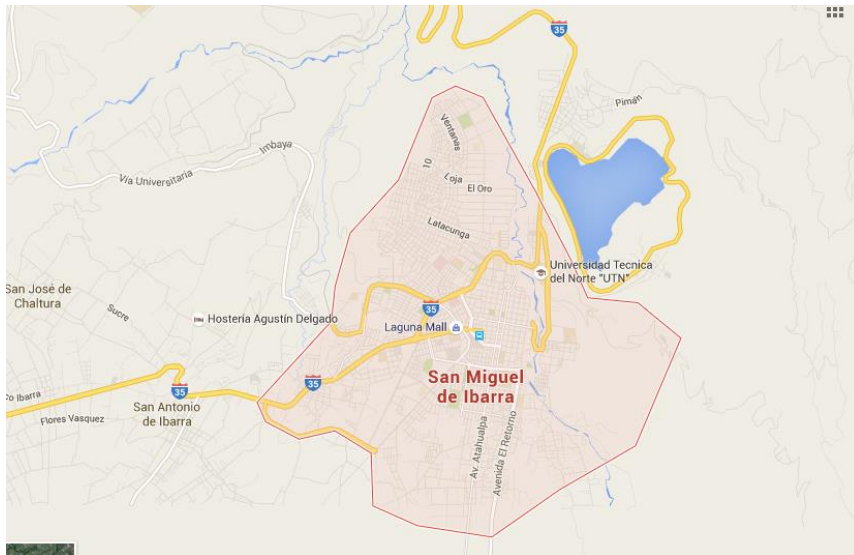 35
Pimán
Ventanas
10
Imbaya
Loja
El Oro
Vía Universitaria
Latacunga
Universidad Tecnica
del Norte "UTN"
San José de
Chaltura
Sucre
Hostería Agustín Delgado
35
Laguna Mall
San Miguel
de Ibarra
35
35
Co Ibarra
San Antonio
de Ibarra
Flores Vasquez
Av. Atahualpa
Avenida El Retorno